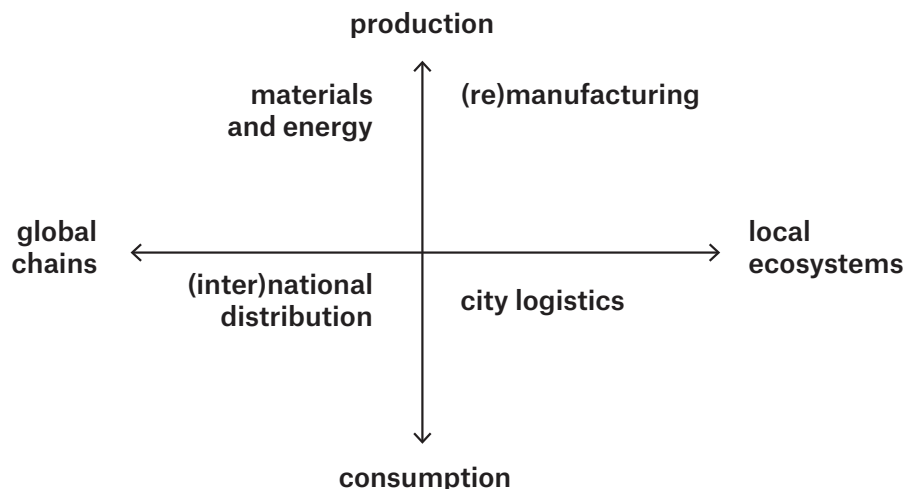 production
materials
and energy
(re)manufacturing
global
chains
local
ecosystems
(inter)national
distribution
city logistics
consumption